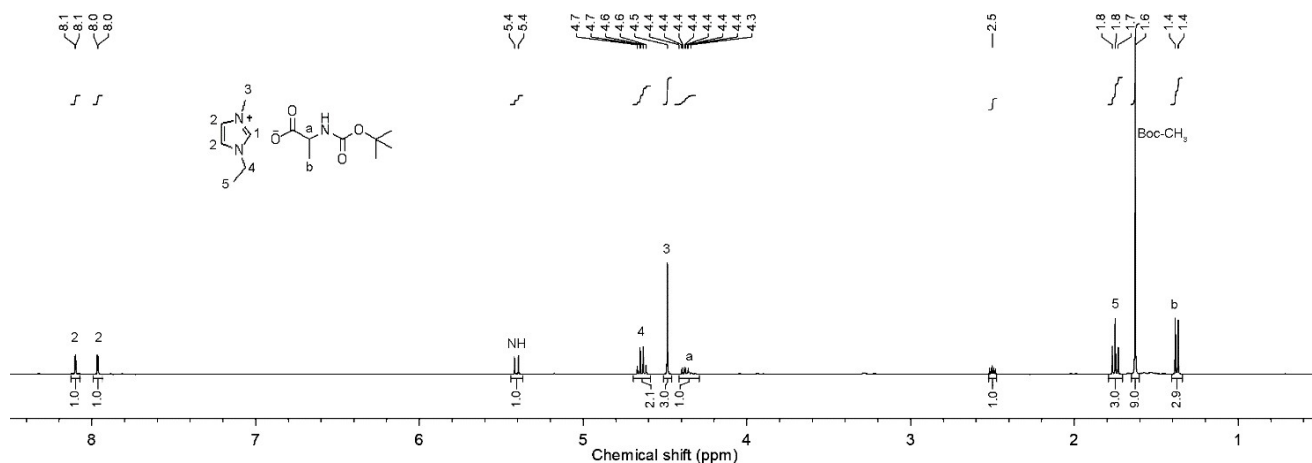 8.1 8.1 8.0 8.0 5.4 5.4 4.7 4.7 4.6 4.6 4.5 4.4 4.4 4.4 4.4 4.4 4.4 4.3 2.5 1.8 1.8 1.7 1.6 1.4 1.4
3
N +
O H
2 1 ⁻O a N O
2 Boc-CH₃
N b O
4
5
3
2 2 NH 4 a 5 b
1.0 1.0 1.0 2.1 3.0 1.0 1.0 3.0 9.0 2.9
8 7 6 5 4 3 2 1
Chemical shift (ppm)